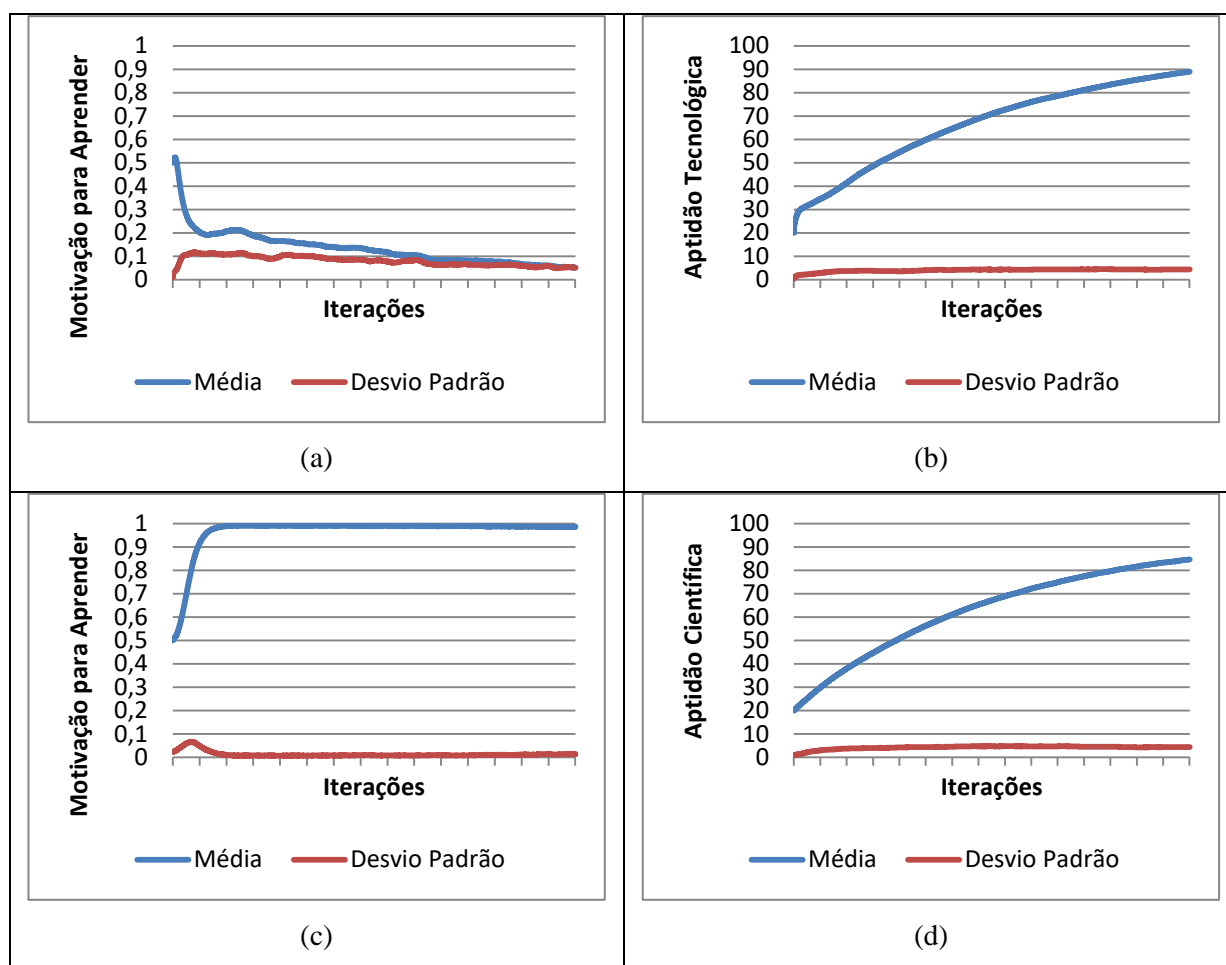 Motivação para Aprender
1
0,9
0,8
0,7
0,6
0,5
0,4
0,3
0,2
0,1
0
Iterações
Média Desvio Padrão
(a)
Aptidão Tecnológica
100
90
80
70
60
50
40
30
20
10
0
Iterações
Média Desvio Padrão
(b)
Motivação para Aprender
1
0,9
0,8
0,7
0,6
0,5
0,4
0,3
0,2
0,1
0
Iterações
Média Desvio Padrão
(c)
Aptidão Científica
100
90
80
70
60
50
40
30
20
10
0
Iterações
Média Desvio Padrão
(d)